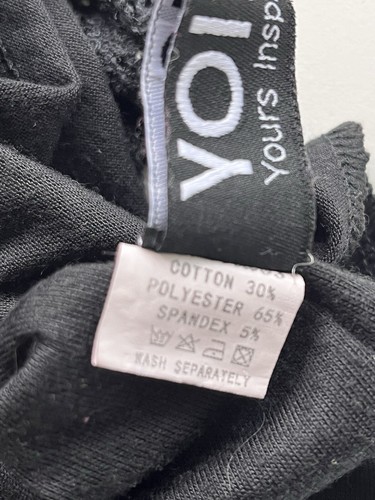 YOI
Yours Insp
COTTON 30%
POLYESTER 65%
SPANDEX 5%
WASH SEPARATELY